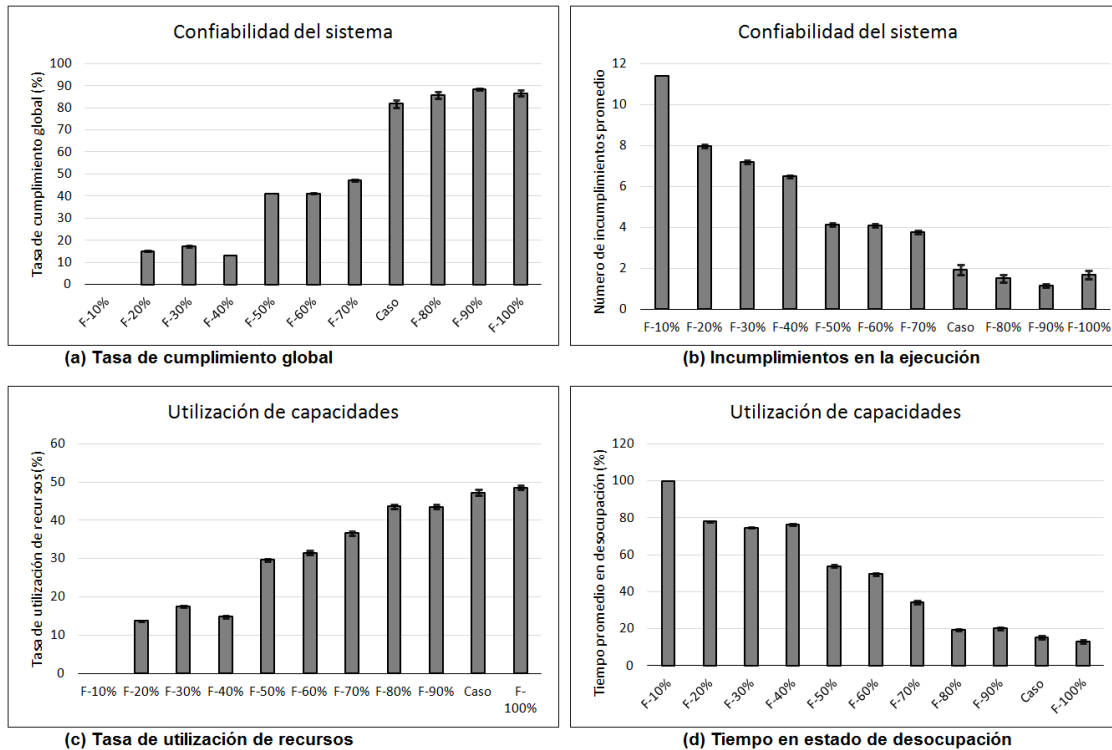 Confiabilidad del sistema
Tasa de cumplimiento global (%)
100
90
80
70
60
50
40
30
20
10
0
F-10% F-20% F-30% F-40% F-50% F-60% F-70% Caso F-80% F-90% F-100%
(a) Tasa de cumplimiento global
Confiabilidad del sistema
Número de incumplimientos promedio
12
10
8
6
4
2
0
F-10% F-20% F-30% F-40% F-50% F-60% F-70% Caso F-80% F-90% F-100%
(b) Incumplimientos en la ejecución
Utilización de capacidades
Tasa de utilización de recursos (%)
60
50
40
30
20
10
0
F-10% F-20% F-30% F-40% F-50% F-60% F-70% F-80% F-90% Caso F-
100%
(c) Tasa de utilización de recursos
Utilización de capacidades
Tiempo promedio en desocupación (%)
120
100
80
60
40
20
0
F-10% F-20% F-30% F-40% F-50% F-60% F-70% F-80% F-90% Caso F-100%
(d) Tiempo en estado de desocupación